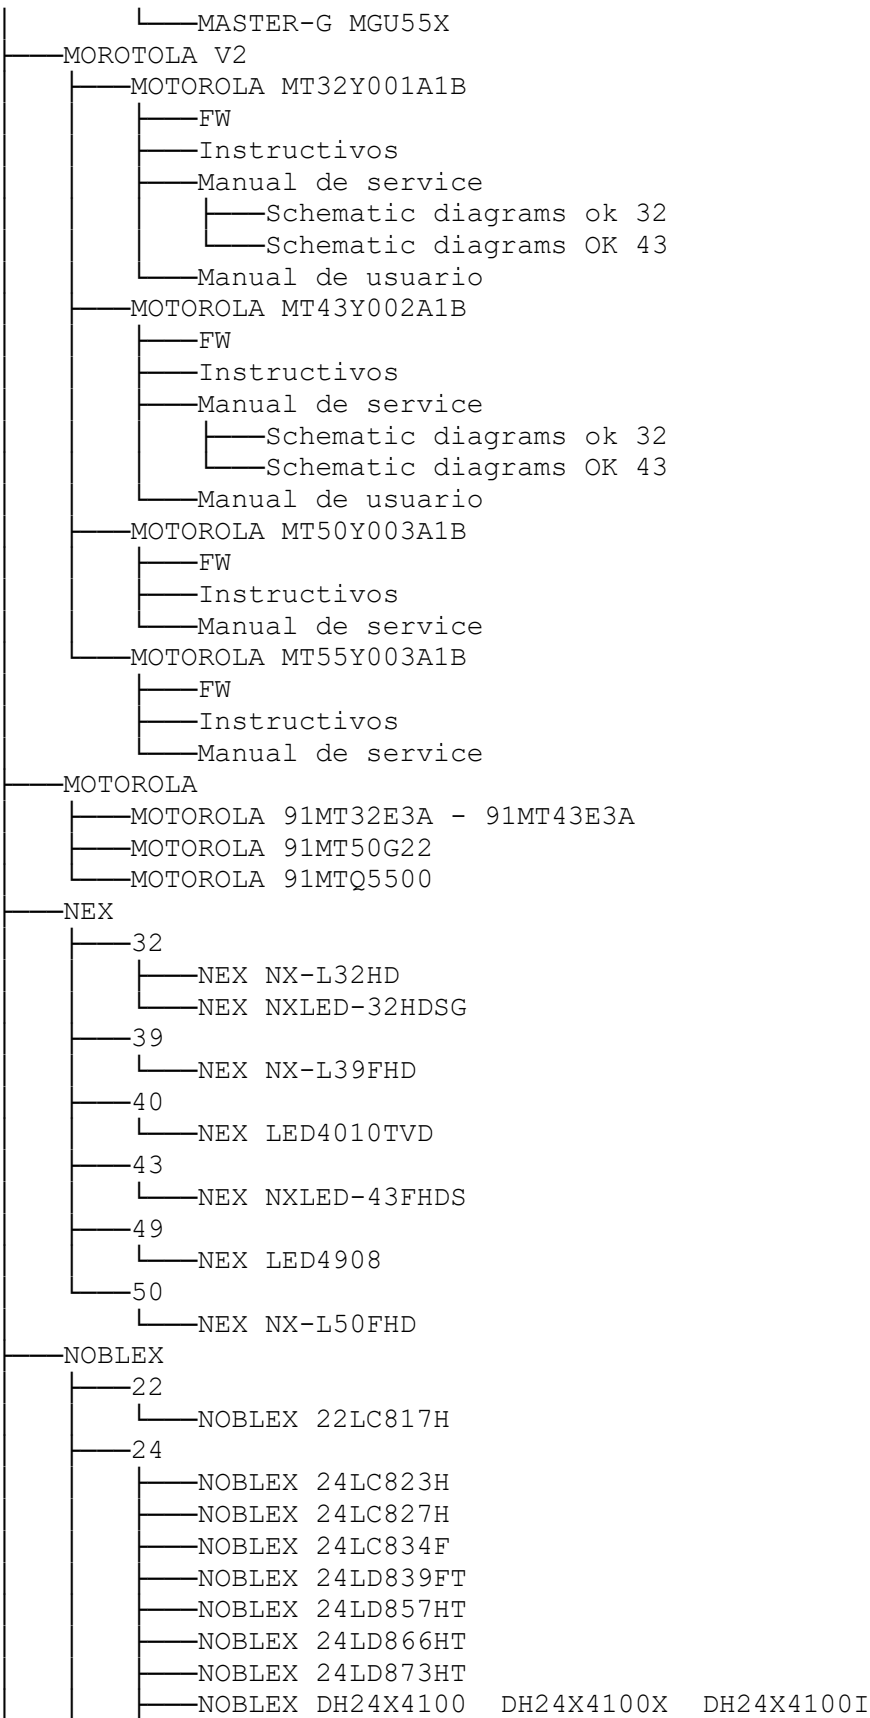 MASTER-G MGU55X
MOROTOLA V2
MOTOROLA MT32Y001A1B
FW
Instructivos
Manual de service
Schematic diagrams ok 32
Schematic diagrams OK 43
Manual de usuario
MOTOROLA MT43Y002A1B
FW
Instructivos
Manual de service
Schematic diagrams ok 32
Schematic diagrams OK 43
Manual de usuario
MOTOROLA MT50Y003A1B
FW
Instructivos
Manual de service
MOTOROLA MT55Y003A1B
FW
Instructivos
Manual de service
MOTOROLA
MOTOROLA 91MT32E3A - 91MT43E3A
MOTOROLA 91MT50G22
MOTOROLA 91MTQ5500
NEX
32
NEX NX-L32HD
NEX NXLED-32HDSG
39
NEX NX-L39FHD
40
NEX LED4010TVD
43
NEX NXLED-43FHDS
49
NEX LED4908
50
NEX NX-L50FHD
NOBLEX
22
NOBLEX 22LC817H
24
NOBLEX 24LC823H
NOBLEX 24LC827H
NOBLEX 24LC834F
NOBLEX 24LD839FT
NOBLEX 24LD857HT
NOBLEX 24LD866HT
NOBLEX 24LD873HT
NOBLEX DH24X4100  DH24X4100X  DH24X4100I